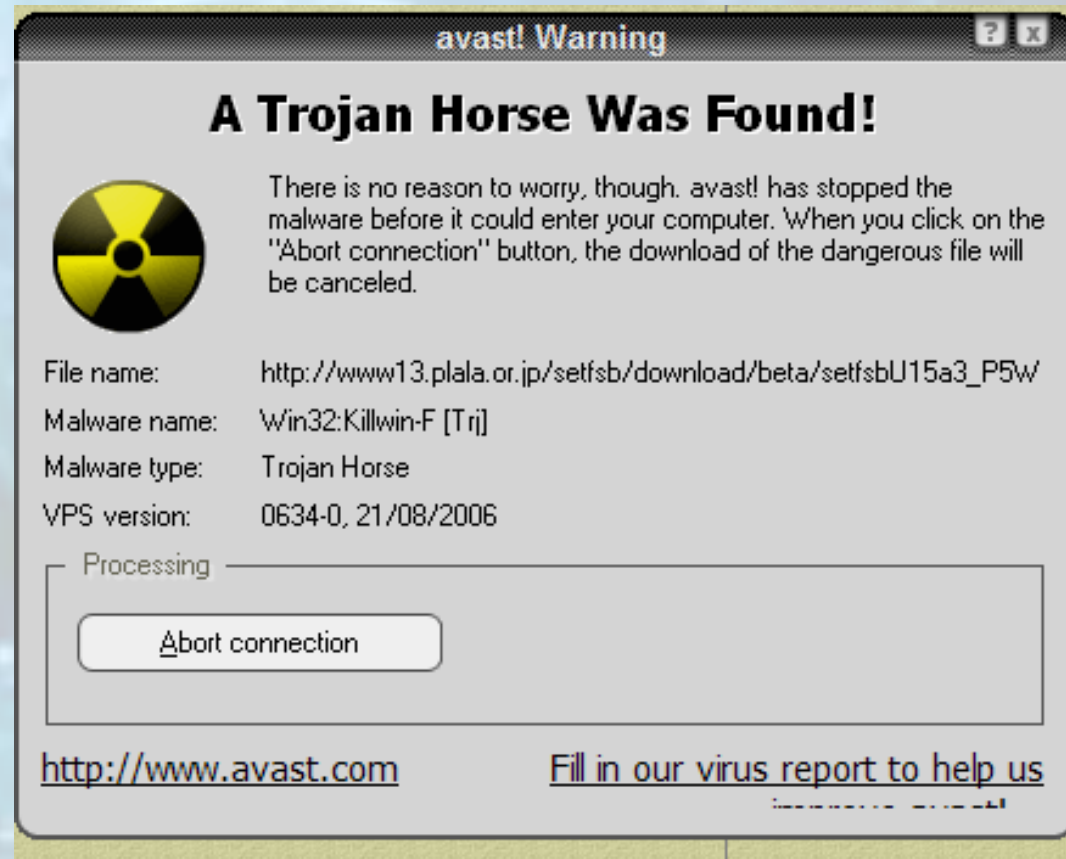 avast! Warning
? x
A Trojan Horse Was Found!
There is no reason to worry, though. avast! has stopped the
malware before it could enter your computer. When you click on the
"Abort connection" button, the download of the dangerous file will
be canceled.
File name: http://www13.plala.or.jp/setfsb/download/beta/setfsbU15a3_P5W
Malware name: Win32:Killwin-F [Trj]
Malware type: Trojan Horse
VPS version: 0634-0, 21/08/2006
Processing
Abort connection
http://www.avast.com Fill in our virus report to help us